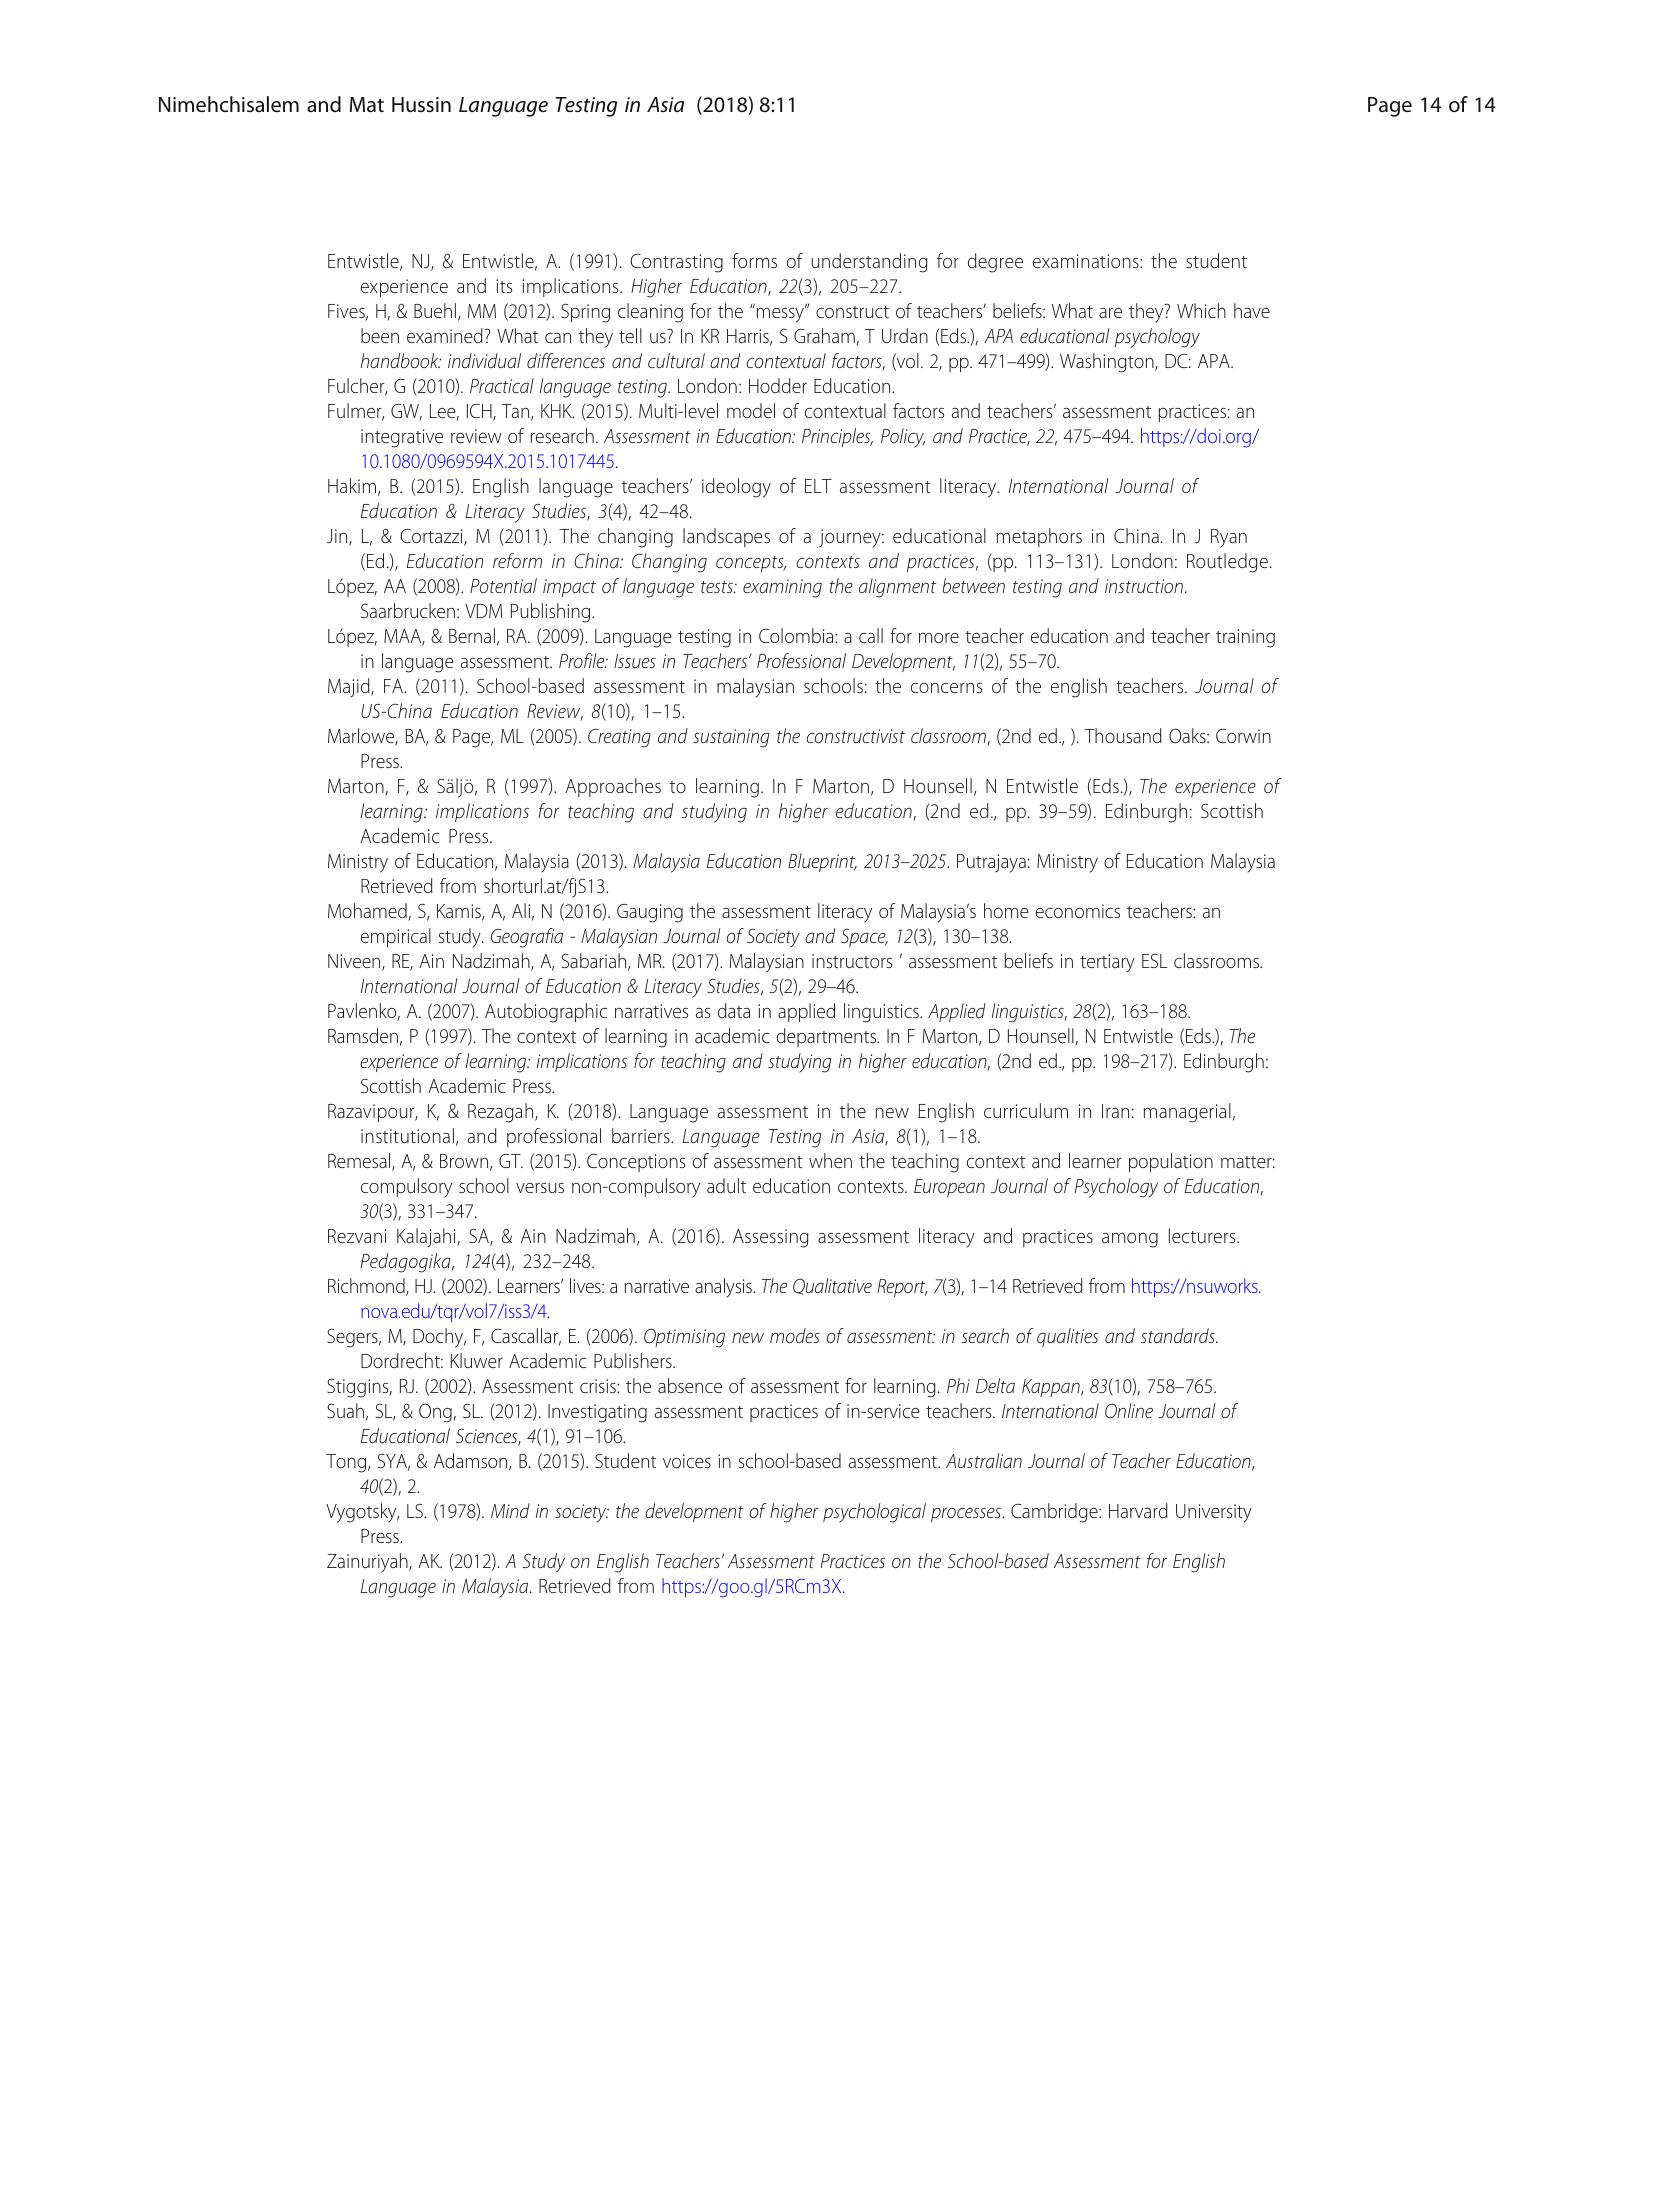 Nimehchisalem and Mat Hussin Language Testing in Asia (2018) 8:11
Page 14 of 14
Entwistle, NJ, & Entwistle, A. (1991). Contrasting forms of understanding for degree examinations: the student
experience and its implications. Higher Education, 22(3), 205–227.
Fives, H, & Buehl, MM (2012). Spring cleaning for the “messy” construct of teachers’ beliefs: What are they? Which have
been examined? What can they tell us? In KR Harris, S Graham, T Urdan (Eds.), APA educational psychology
handbook: individual differences and cultural and contextual factors, (vol. 2, pp. 471–499). Washington, DC: APA.
Fulcher, G (2010). Practical language testing. London: Hodder Education.
Fulmer, GW, Lee, ICH, Tan, KHK. (2015). Multi-level model of contextual factors and teachers’ assessment practices: an
integrative review of research. Assessment in Education: Principles, Policy, and Practice, 22, 475–494. https://doi.org/
10.1080/0969594X.2015.1017445.
Hakim, B. (2015). English language teachers’ ideology of ELT assessment literacy. International Journal of
Education & Literacy Studies, 3(4), 42–48.
Jin, L, & Cortazzi, M (2011). The changing landscapes of a journey: educational metaphors in China. In J Ryan
(Ed.), Education reform in China: Changing concepts, contexts and practices, (pp. 113–131). London: Routledge.
López, AA (2008). Potential impact of language tests: examining the alignment between testing and instruction.
Saarbrucken: VDM Publishing.
López, MAA, & Bernal, RA. (2009). Language testing in Colombia: a call for more teacher education and teacher training
in language assessment. Profile: Issues in Teachers’ Professional Development, 11(2), 55–70.
Majid, FA. (2011). School-based assessment in malaysian schools: the concerns of the english teachers. Journal of
US-China Education Review, 8(10), 1–15.
Marlowe, BA, & Page, ML (2005). Creating and sustaining the constructivist classroom, (2nd ed., ). Thousand Oaks: Corwin
Press.
Marton, F, & Säljö, R (1997). Approaches to learning. In F Marton, D Hounsell, N Entwistle (Eds.), The experience of
learning: implications for teaching and studying in higher education, (2nd ed., pp. 39–59). Edinburgh: Scottish
Academic Press.
Ministry of Education, Malaysia (2013). Malaysia Education Blueprint, 2013–2025. Putrajaya: Ministry of Education Malaysia
Retrieved from shorturl.at/fjS13.
Mohamed, S, Kamis, A, Ali, N (2016). Gauging the assessment literacy of Malaysia’s home economics teachers: an
empirical study. Geografia - Malaysian Journal of Society and Space, 12(3), 130–138.
Niveen, RE, Ain Nadzimah, A, Sabariah, MR. (2017). Malaysian instructors ’ assessment beliefs in tertiary ESL classrooms.
International Journal of Education & Literacy Studies, 5(2), 29–46.
Pavlenko, A. (2007). Autobiographic narratives as data in applied linguistics. Applied linguistics, 28(2), 163–188.
Ramsden, P (1997). The context of learning in academic departments. In F Marton, D Hounsell, N Entwistle (Eds.), The
experience of learning: implications for teaching and studying in higher education, (2nd ed., pp. 198–217). Edinburgh:
Scottish Academic Press.
Razavipour, K, & Rezagah, K. (2018). Language assessment in the new English curriculum in Iran: managerial,
institutional, and professional barriers. Language Testing in Asia, 8(1), 1–18.
Remesal, A, & Brown, GT. (2015). Conceptions of assessment when the teaching context and learner population matter:
compulsory school versus non-compulsory adult education contexts. European Journal of Psychology of Education,
30(3), 331–347.
Rezvani Kalajahi, SA, & Ain Nadzimah, A. (2016). Assessing assessment literacy and practices among lecturers.
Pedagogika, 124(4), 232–248.
Richmond, HJ. (2002). Learners’ lives: a narrative analysis. The Qualitative Report, 7(3), 1–14 Retrieved from https://nsuworks.
nova.edu/tqr/vol7/iss3/4.
Segers, M, Dochy, F, Cascallar, E. (2006). Optimising new modes of assessment: in search of qualities and standards.
Dordrecht: Kluwer Academic Publishers.
Stiggins, RJ. (2002). Assessment crisis: the absence of assessment for learning. Phi Delta Kappan, 83(10), 758–765.
Suah, SL, & Ong, SL. (2012). Investigating assessment practices of in-service teachers. International Online Journal of
Educational Sciences, 4(1), 91–106.
Tong, SYA, & Adamson, B. (2015). Student voices in school-based assessment. Australian Journal of Teacher Education,
40(2), 2.
Vygotsky, LS. (1978). Mind in society: the development of higher psychological processes. Cambridge: Harvard University
Press.
Zainuriyah, AK. (2012). A Study on English Teachers’ Assessment Practices on the School-based Assessment for English
Language in Malaysia. Retrieved from https://goo.gl/5RCm3X.